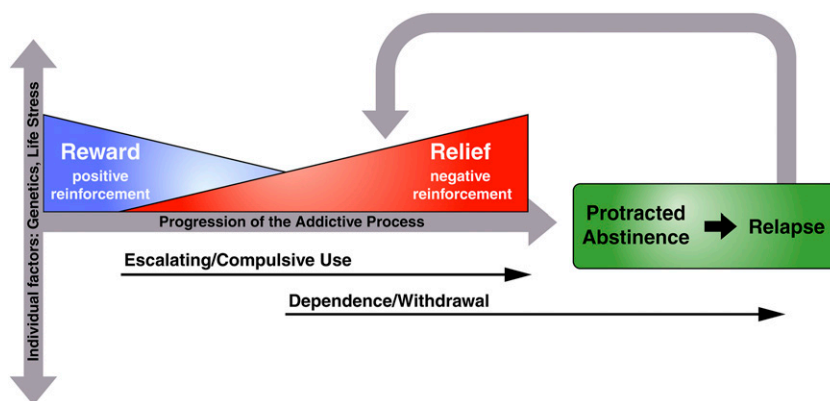 Individual factors: Genetics, Life Stress
Reward
positive
reinforcement
Relief
negative
reinforcement
Progression of the Addictive Process
Protracted
Abstinence
Relapse
Escalating/Compulsive Use
Dependence/Withdrawal